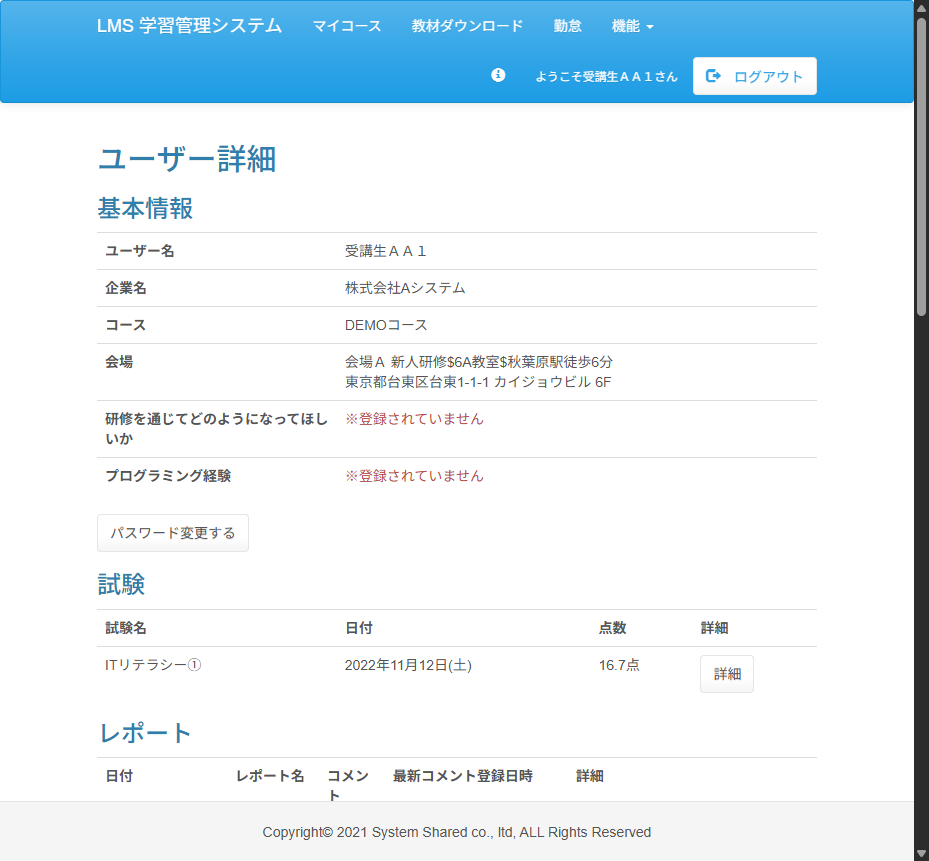 LMS 学習管理システム マイコース 教材ダウンロード 勤怠 機能
ようこそ受講生ＡＡ１さん ログアウト
ユーザー詳細
基本情報
ユーザー名 受講生ＡＡ１
企業名 株式会社Aシステム
コース DEMOコース
会場 会場Ａ 新人研修$6A教室$秋葉原駅徒歩6分
東京都台東区台東1-1-1 カイジョウビル 6F
研修を通じてどのようになってほし ※登録されていません
いか
プログラミング経験 ※登録されていません
パスワード変更する
試験
試験名 日付 点数 詳細
ITリテラシー① 2022年11月12日(土) 16.7点 詳細
レポート
日付 レポート名 コメン 最新コメント登録日時 詳細
ト
Copyright© 2021 System Shared co., ltd, ALL Rights Reserved